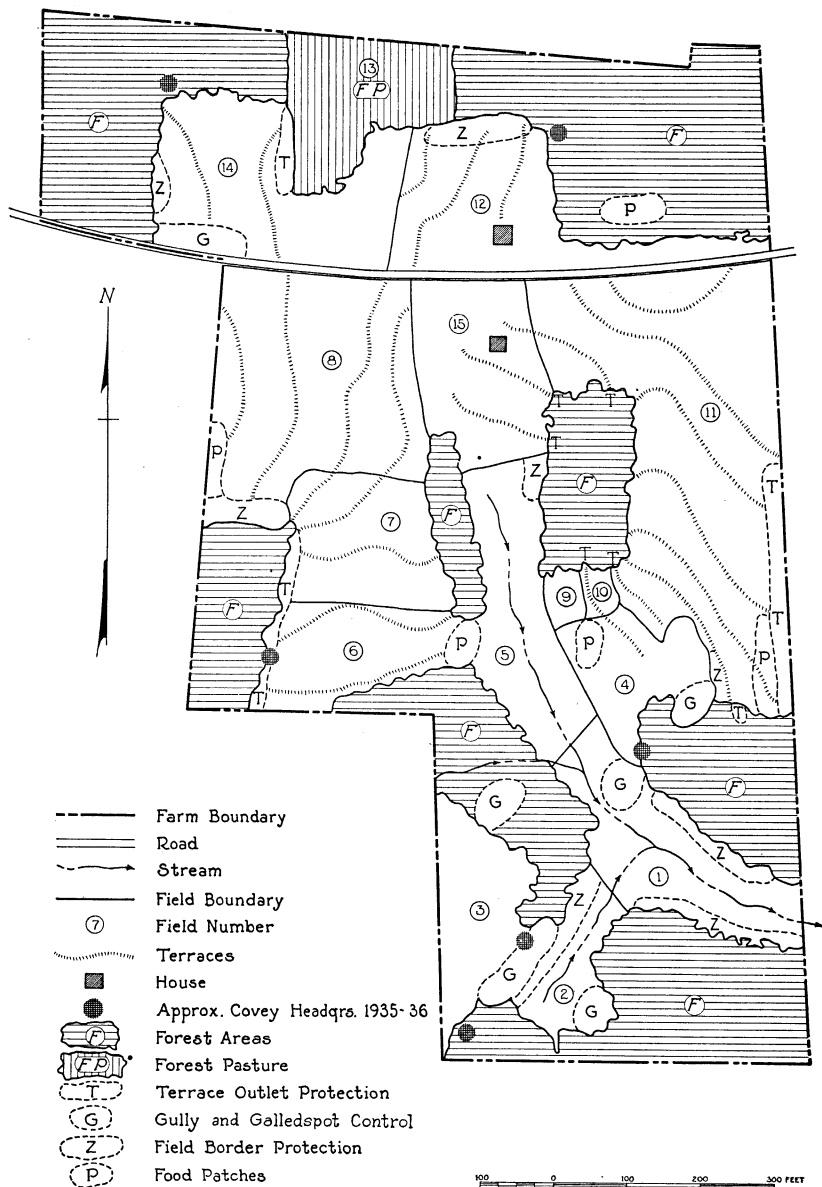 13
F P
F
F
Z
14
T
Z
12
P
Z
G
N
15
8
11
P
T
T
T
Z
T
F
Z
7
F
T
T
T
9
10
F
T
P
P
6
5
Z
P
4
T
G
T
F
G
F
G
Z
1
3
Z
Z
G
2
G
F
Farm Boundary
Road
Stream
Field Boundary
7 Field Number
Terraces
House
Approx. Covey Headqrs. 1935-36
F Forest Areas
F P Forest Pasture
T Terrace Outlet Protection
G Gully and Galledspot Control
Z Field Border Protection
P Food Patches
100 0 100 200 300 FEET